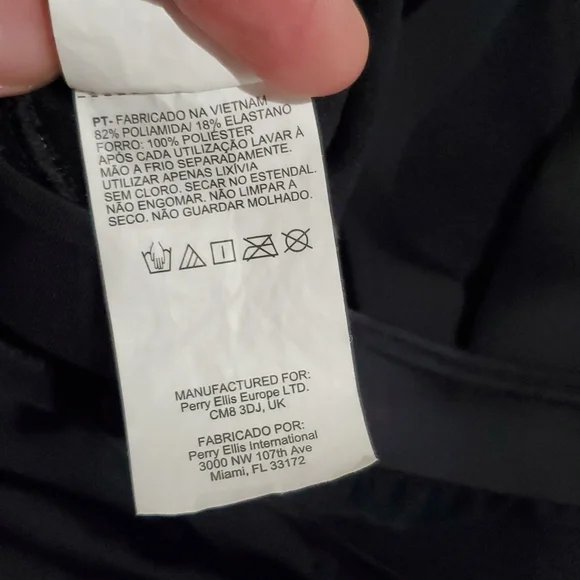 PT- FABRICADO NA VIETNAM
82% POLIAMIDA/ 18% ELASTANO
FORRO: 100% POLIÉSTER
APÓS CADA UTILIZAÇÃO LAVAR À
MÃO A FRIO SEPARADAMENTE.
UTILIZAR APENAS LIXÍVIA
SEM CLORO. SECAR NO ESTENDAL.
NÃO ENGOMAR. NÃO LIMPAR A
SECO. NÃO GUARDAR MOLHADO.
MANUFACTURED FOR:
Perry Ellis Europe LTD.
CM8 3DJ, UK
FABRICADO POR:
Perry Ellis International
3000 NW 107th Ave
Miami, FL 33172